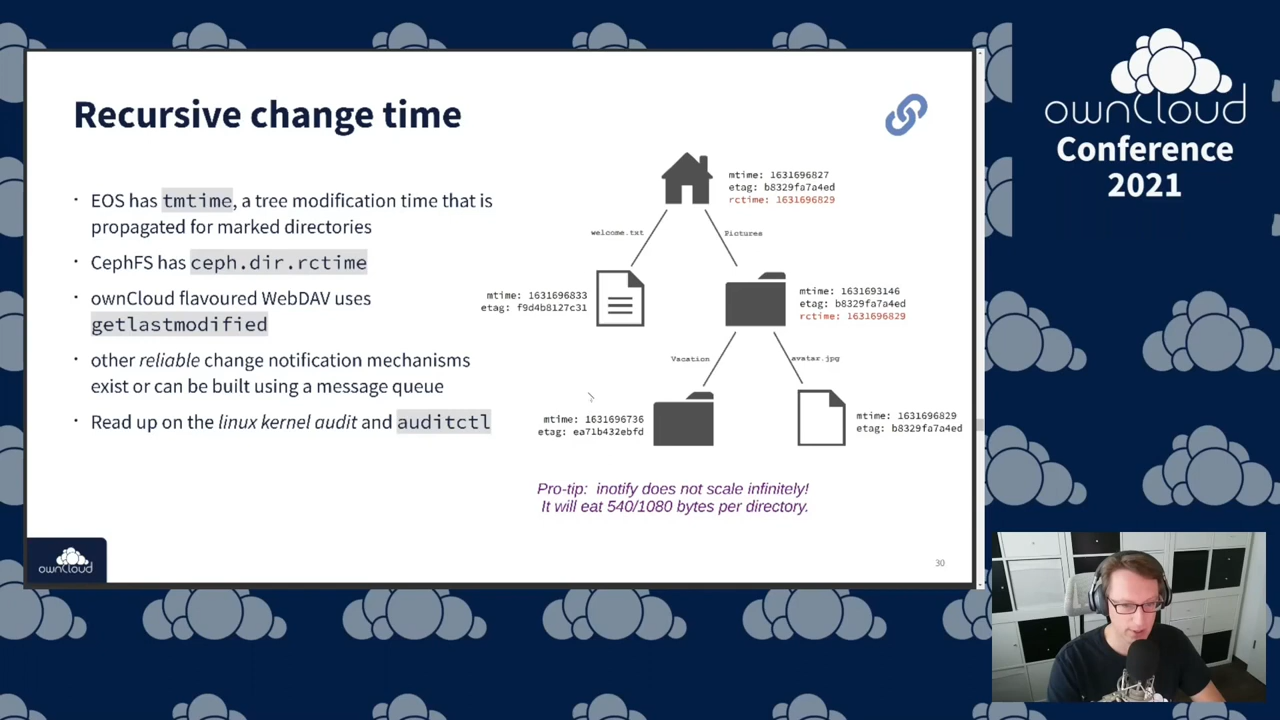 Recursive change time
· EOS has tmtime, a tree modification time that is
propagated for marked directories
· CephFS has ceph.dir.rctime
· ownCloud flavoured WebDAV uses
getlastmodified
· other reliable change notification mechanisms
exist or can be built using a message queue
· Read up on the linux kernel audit and auditctl
mtime: 1631696827
etag: b8329fa7a4ed
rctime: 1631696829
welcome.txt
Pictures
mtime: 1631696833
etag: f9d4b8127c31
mtime: 1631693146
etag: b8329fa7a4ed
rctime: 1631696829
Vacation
avatar.jpg
mtime: 1631696736
etag: ea71b432ebfd
mtime: 1631696829
etag: b8329fa7a4ed
Pro-tip: inotify does not scale infinitely!
It will eat 540/1080 bytes per directory.
ownCloud
30
ownCloud
Conference
2021